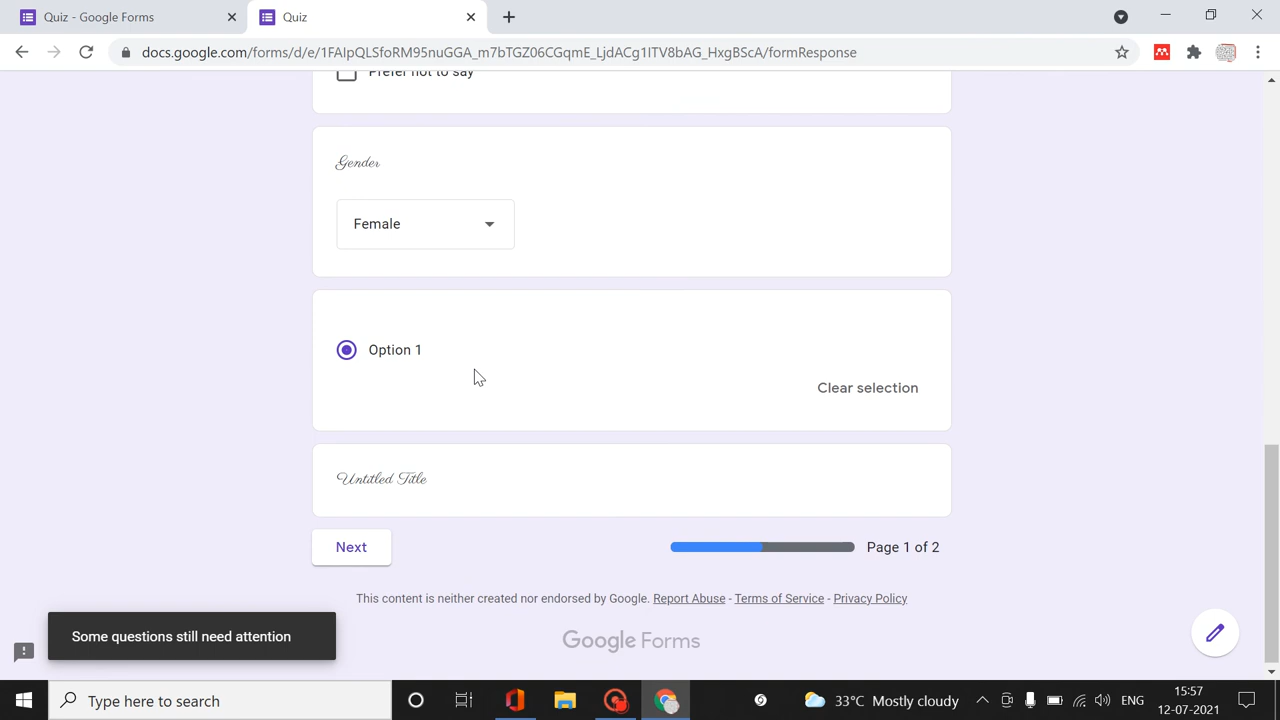 Quiz - Google Forms
Quiz
docs.google.com/forms/d/e/1FAIpQLSfoRM95nuGGA_m7bTGZ06CGqmE_LjdACg1ITV8bAG_HxgBScA/formResponse
Prefer not to say
Gender
Female
Option 1
Clear selection
Untitled Title
Next
Page 1 of 2
This content is neither created nor endorsed by Google. Report Abuse - Terms of Service - Privacy Policy
Some questions still need attention
Google Forms
Type here to search
33°C Mostly cloudy
ENG
15:57
12-07-2021